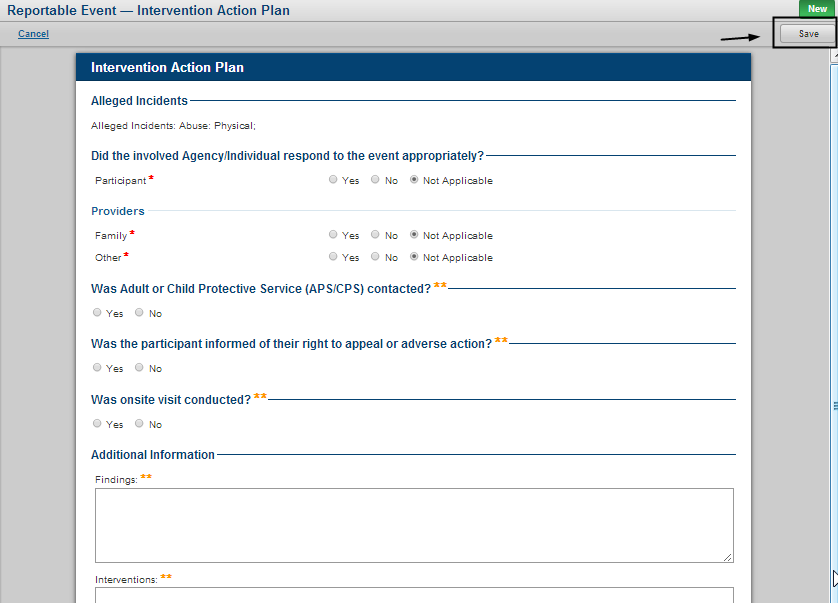 Reportable Event — Intervention Action Plan
New
Cancel
Save
Intervention Action Plan
Alleged Incidents
Alleged Incidents: Abuse: Physical;
Did the involved Agency/Individual respond to the event appropriately?
Participant * Yes No Not Applicable
Providers
Family * Yes No Not Applicable
Other * Yes No Not Applicable
Was Adult or Child Protective Service (APS/CPS) contacted? **
Yes No
Was the participant informed of their right to appeal or adverse action? **
Yes No
Was onsite visit conducted? **
Yes No
Additional Information
Findings: **
Interventions: **